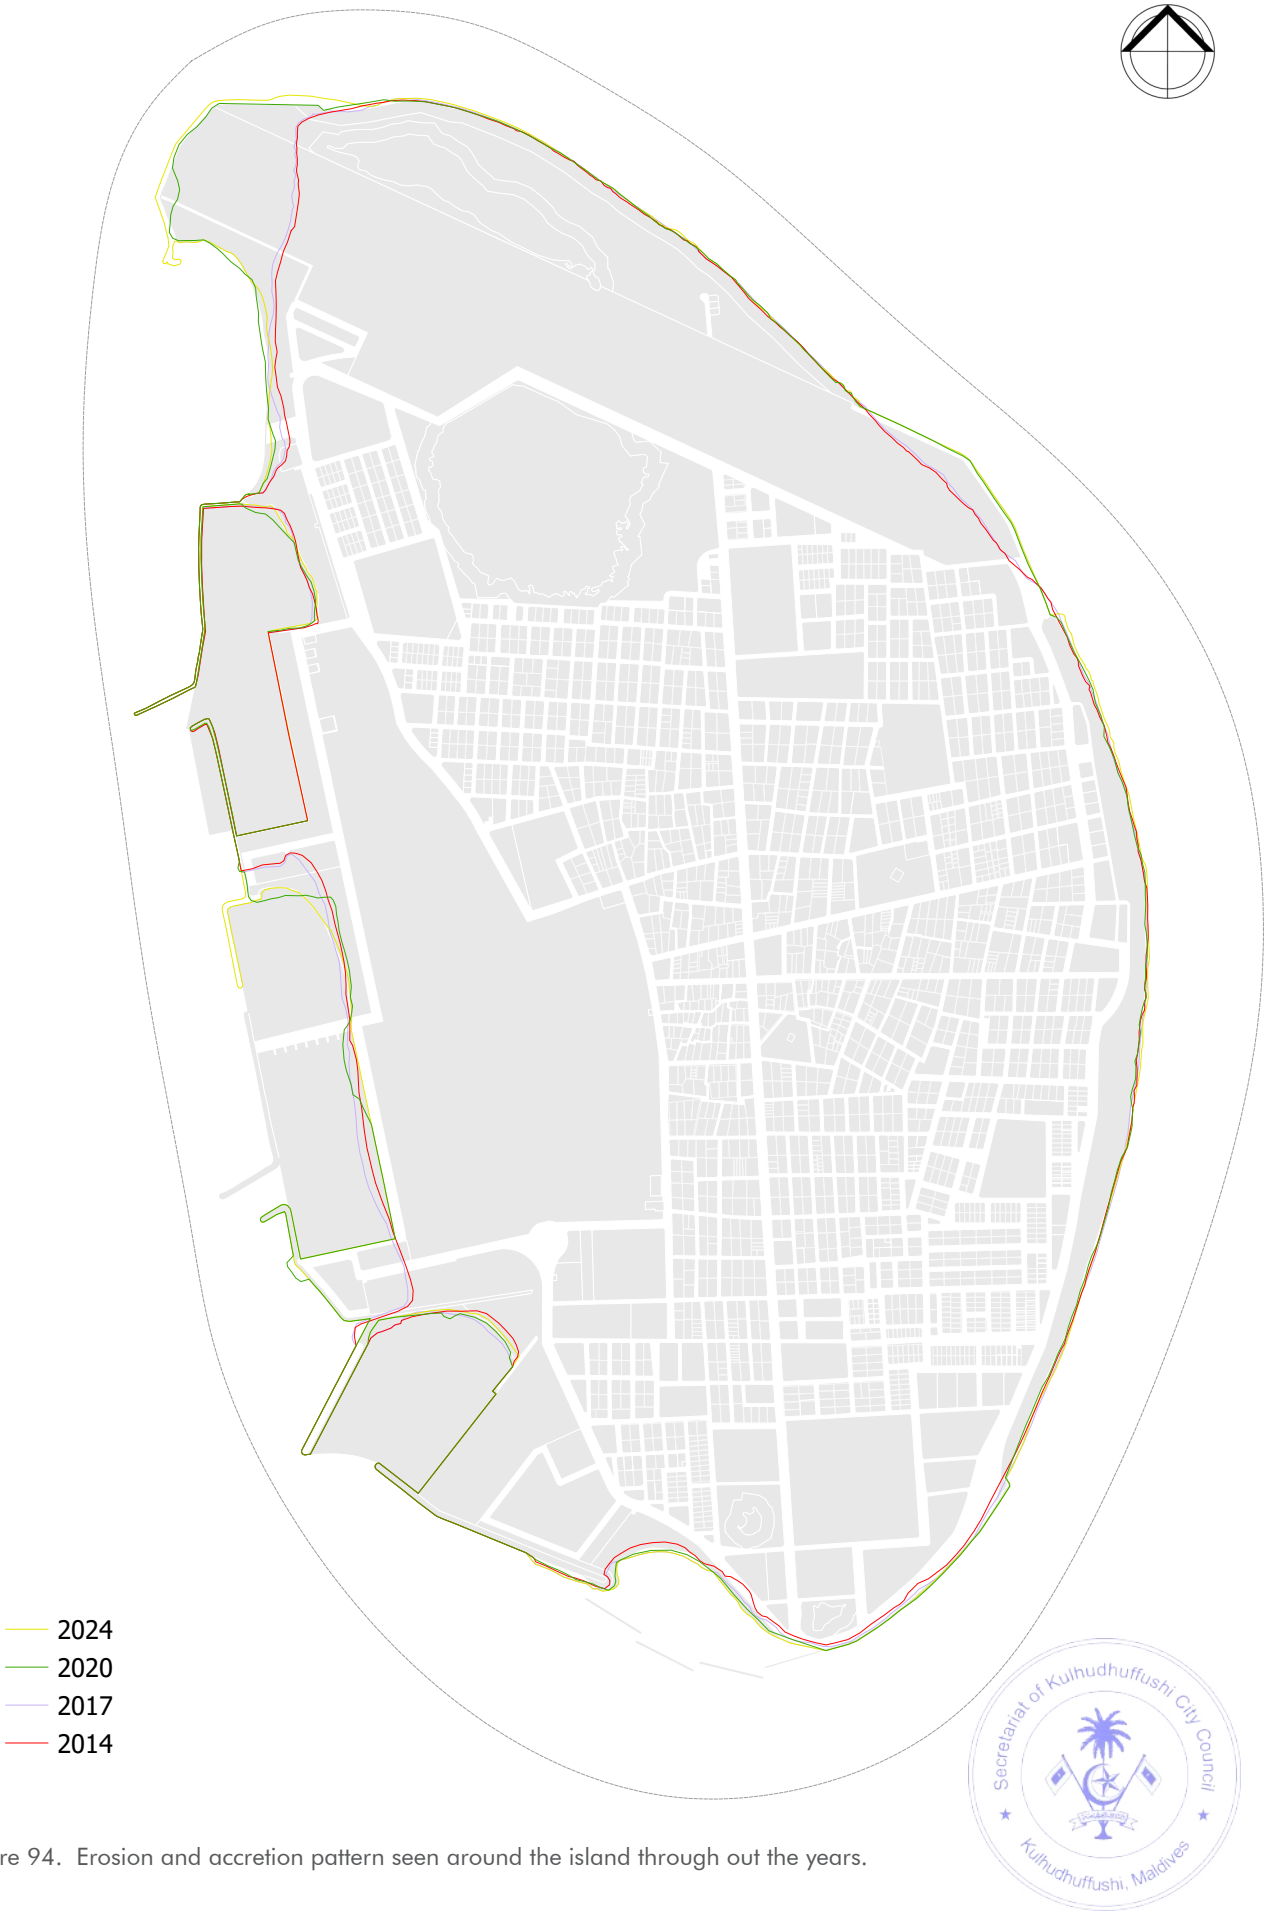 2024
2020
2017
2014
re 94. Erosion and accretion pattern seen around the island through out the years.
Secretariat of Kulhudhuffushi City Council
Kulhudhuffushi, Maldives